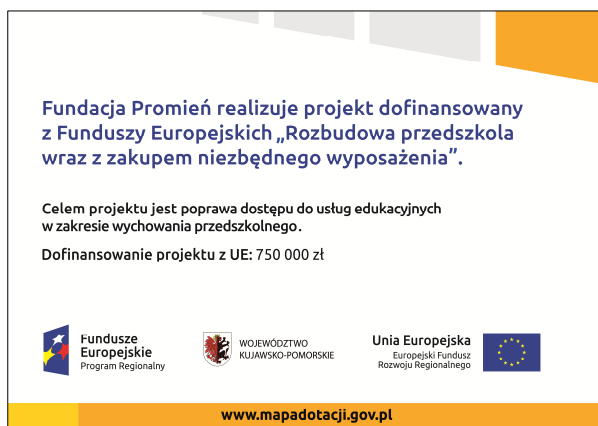 Fundacja Promień realizuje projekt dofinansowany
z Funduszy Europejskich „Rozbudowa przedszkola
wraz z zakupem niezbędnego wyposażenia”.
Celem projektu jest poprawa dostępu do usług edukacyjnych
w zakresie wychowania przedszkolnego.
Dofinansowanie projektu z UE: 750 000 zł
Fundusze
Europejskie
Program Regionalny
WOJEWÓDZTWO
KUJAWSKO-POMORSKIE
Unia Europejska
Europejski Fundusz
Rozwoju Regionalnego
www.mapadotacji.gov.pl